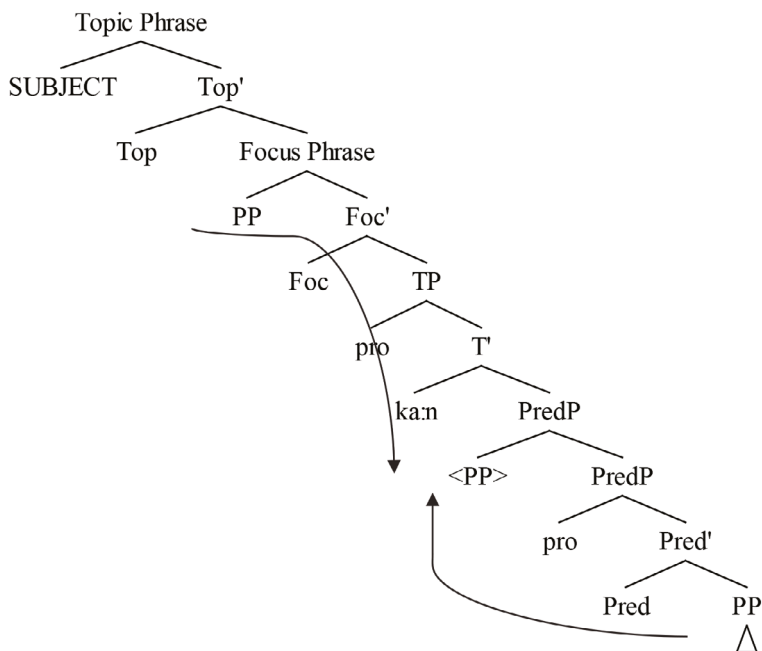 Topic Phrase
SUBJECT Top'
Top Focus Phrase
PP Foc'
Foc TP
pro T'
ka:n PredP
<PP> PredP
pro Pred'
Pred PP